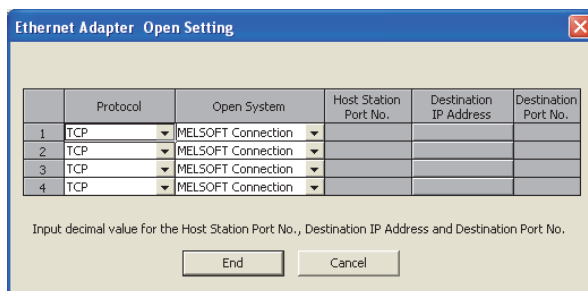 Ethernet Adapter Open Setting
Protocol Open System Host Station Port No. Destination IP Address Destination Port No.
1 TCP MELSOFT Connection
2 TCP MELSOFT Connection
3 TCP MELSOFT Connection
4 TCP MELSOFT Connection
Input decimal value for the Host Station Port No., Destination IP Address and Destination Port No.
End Cancel